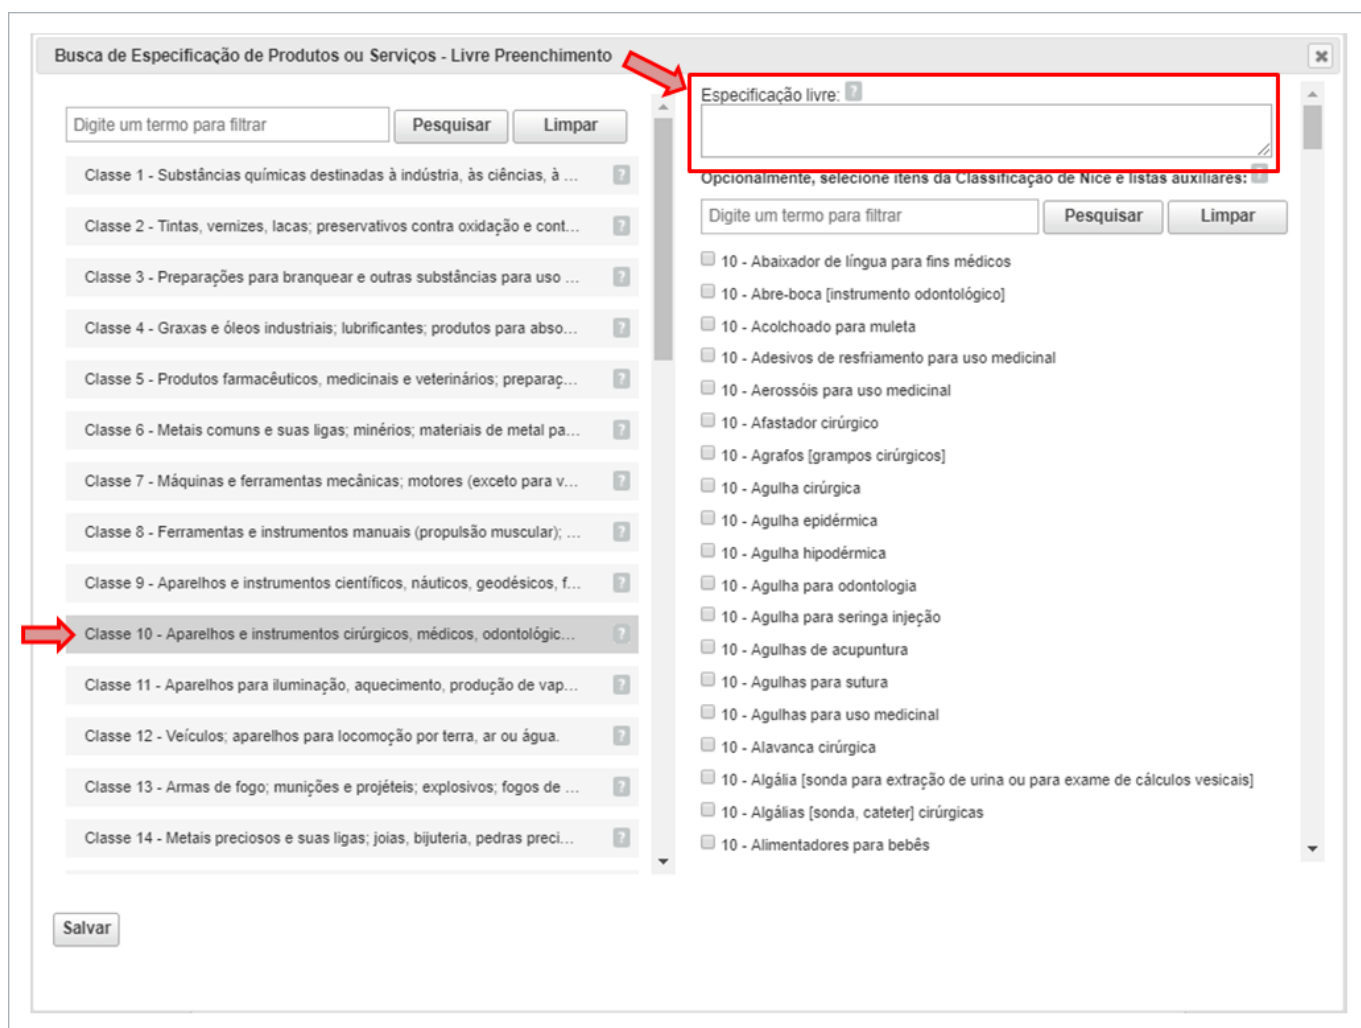 Busca de Especificação de Produtos ou Serviços - Livre Preenchimento
Digite um termo para filtrar Pesquisar Limpar
Classe 1 - Substâncias químicas destinadas à indústria, às ciências, à ... ?
Classe 2 - Tintas, vernizes, lacas; preservativos contra oxidação e cont... ?
Classe 3 - Preparações para branquear e outras substâncias para uso ... ?
Classe 4 - Graxas e óleos industriais; lubrificantes; produtos para abso... ?
Classe 5 - Produtos farmacêuticos, medicinais e veterinários; preparaç... ?
Classe 6 - Metais comuns e suas ligas; minérios; materiais de metal pa... ?
Classe 7 - Máquinas e ferramentas mecânicas; motores (exceto para v... ?
Classe 8 - Ferramentas e instrumentos manuais (propulsão muscular); ... ?
Classe 9 - Aparelhos e instrumentos científicos, náuticos, geodésicos, f... ?
Classe 10 - Aparelhos e instrumentos cirúrgicos, médicos, odontológic... ?
Classe 11 - Aparelhos para iluminação, aquecimento, produção de vap... ?
Classe 12 - Veículos; aparelhos para locomoção por terra, ar ou água. ?
Classe 13 - Armas de fogo; munições e projéteis; explosivos; fogos de ... ?
Classe 14 - Metais preciosos e suas ligas; joias, bijuteria, pedras preci... ?
Especificação livre: ?
Opcionalmente, selecione itens da Classificação de Nice e listas auxiliares: ?
Digite um termo para filtrar Pesquisar Limpar
10 - Abaixador de língua para fins médicos
10 - Abre-boca [instrumento odontológico]
10 - Acolchoado para muleta
10 - Adesivos de resfriamento para uso medicinal
10 - Aerossóis para uso medicinal
10 - Afastador cirúrgico
10 - Agrafos [grampos cirúrgicos]
10 - Agulha cirúrgica
10 - Agulha epidérmica
10 - Agulha hipodérmica
10 - Agulha para odontologia
10 - Agulha para seringa injeção
10 - Agulhas de acupuntura
10 - Agulhas para sutura
10 - Agulhas para uso medicinal
10 - Alavanca cirúrgica
10 - Algália [sonda para extração de urina ou para exame de cálculos vesicais]
10 - Algálias [sonda, cateter] cirúrgicas
10 - Alimentadores para bebês
Salvar